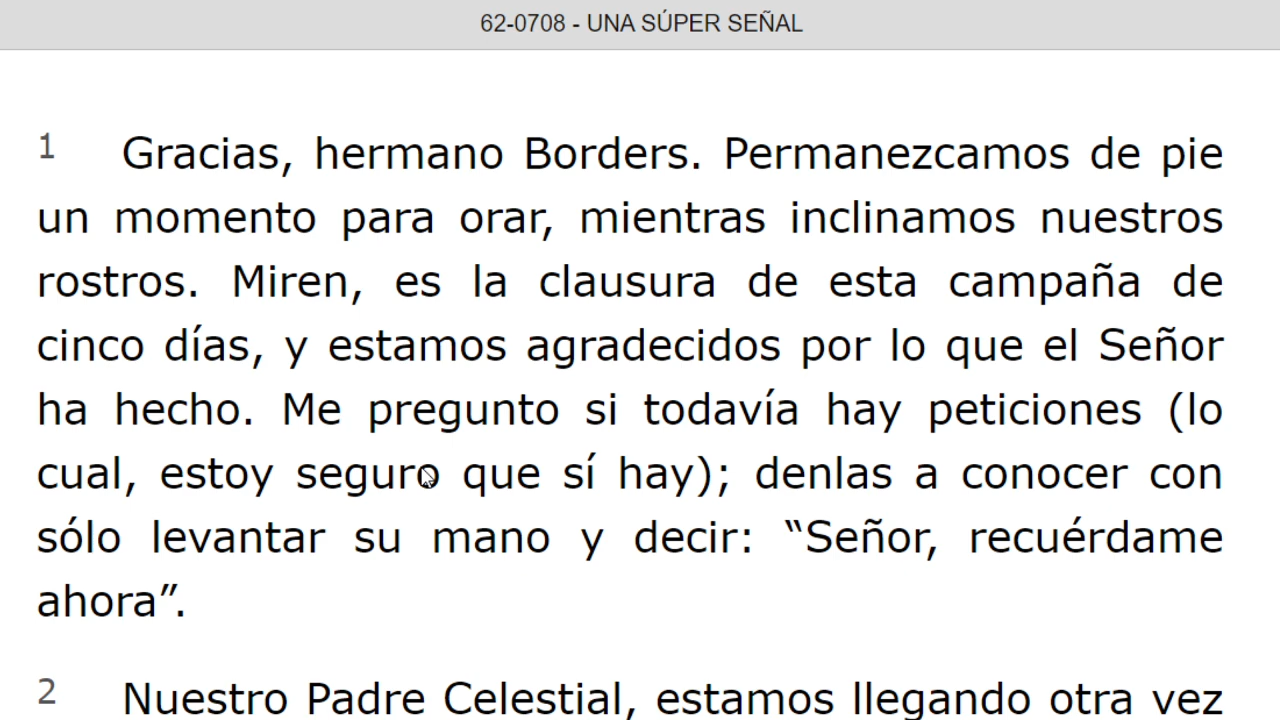 62-0708 - UNA SÚPER SEÑAL
1 Gracias, hermano Borders. Permanezcamos de pie
un momento para orar, mientras inclinamos nuestros
rostros. Miren, es la clausura de esta campaña de
cinco días, y estamos agradecidos por lo que el Señor
ha hecho. Me pregunto si todavía hay peticiones (lo
cual, estoy seguro que sí hay); denlas a conocer con
sólo levantar su mano y decir: “Señor, recuérdame
ahora”.
2 Nuestro Padre Celestial, estamos llegando otra vez